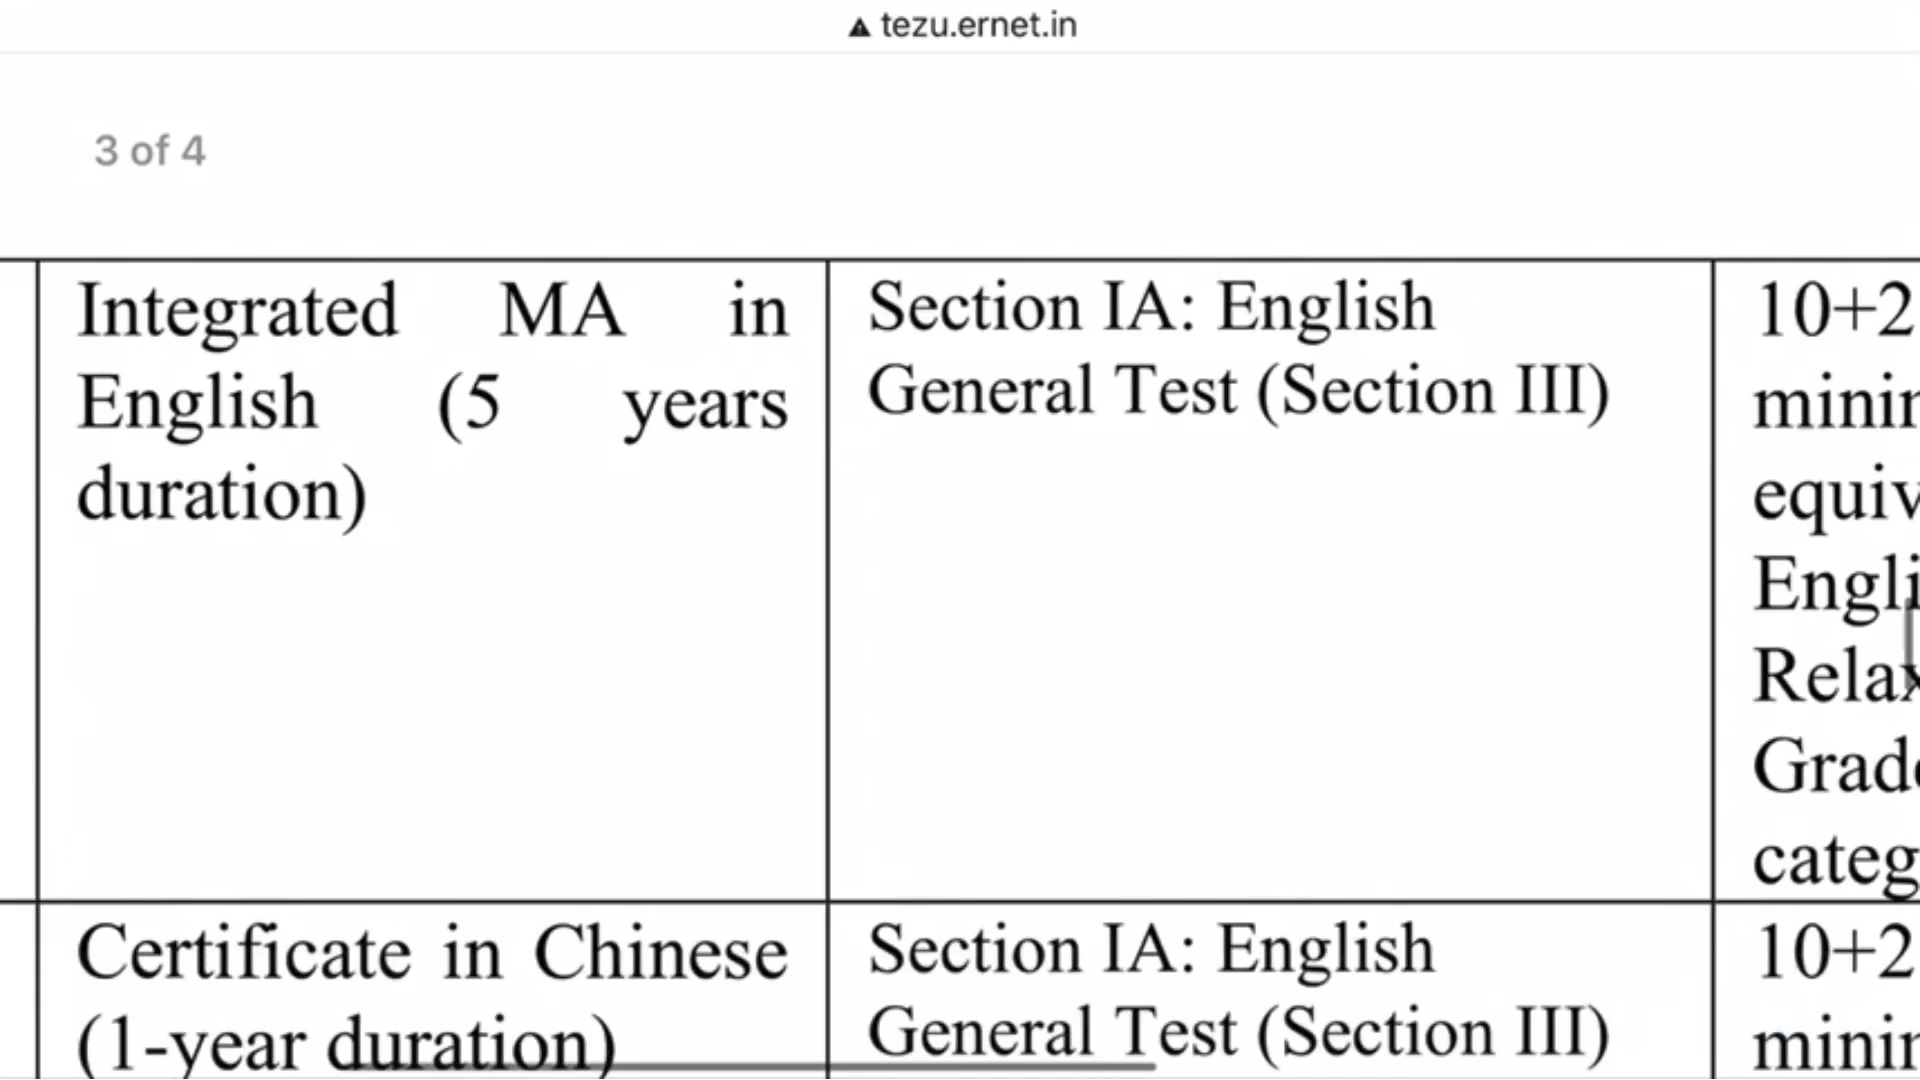 tezu.ernet.in
3 of 4
Integrated MA in
English (5 years
duration)
Section IA: English
General Test (Section III)
10+2
Certificate in Chinese
(1-year duration)
Section IA: English
General Test (Section III)
10+2